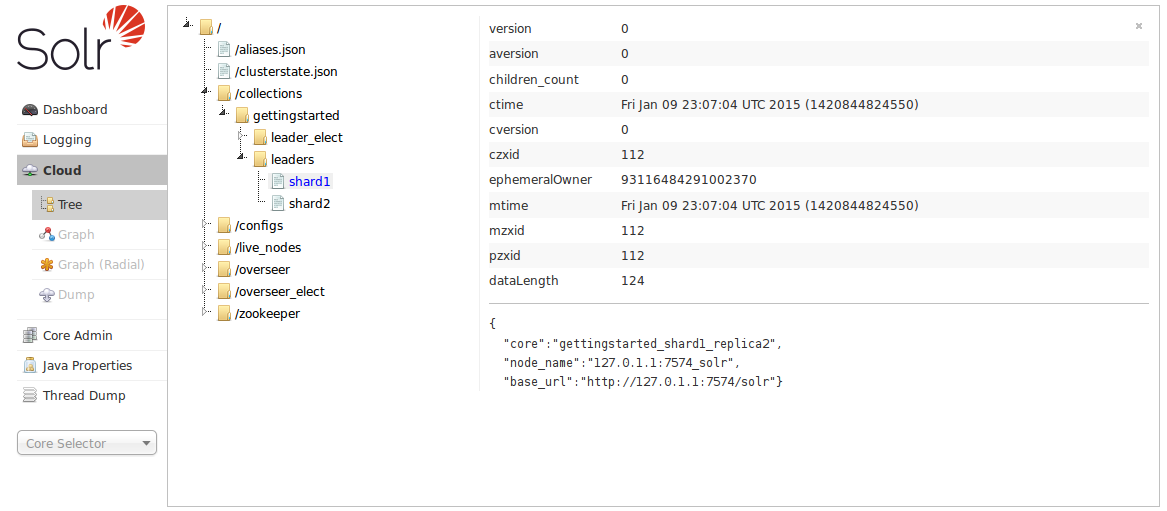 Solr
Dashboard
Logging
Cloud
Tree
Graph
Graph (Radial)
Dump
Core Admin
Java Properties
Thread Dump
Core Selector
/
/aliases.json
/clusterstate.json
/collections
gettingstarted
leader_elect
leaders
shard1
shard2
/configs
/live_nodes
/overseer
/overseer_elect
/zookeeper
version 0
aversion 0
children_count 0
ctime Fri Jan 09 23:07:04 UTC 2015 (1420844824550)
cversion 0
czxid 112
ephemeralOwner 93116484291002370
mtime Fri Jan 09 23:07:04 UTC 2015 (1420844824550)
mzxid 112
pzxid 112
dataLength 124
{
"core":"gettingstarted_shard1_replica2",
"node_name":"127.0.1.1:7574_solr",
"base_url":"http://127.0.1.1:7574/solr"}